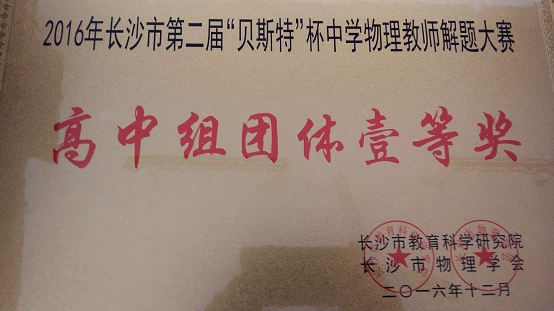 2016年长沙市第二届“贝斯特”杯中学物理教师解题大赛
高中组团体壹等奖
长沙市教育科学研究院
长沙市物理学会
二〇一六年十二月